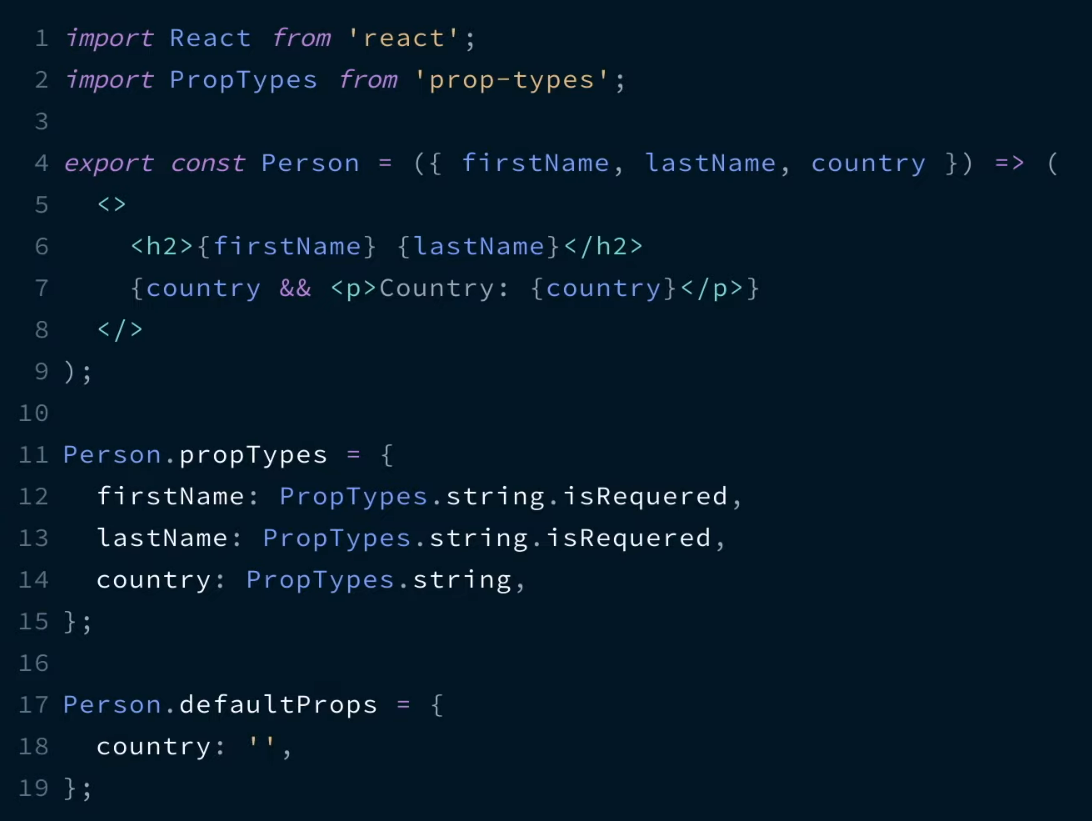 1 import React from 'react';
2 import PropTypes from 'prop-types';
3
4 export const Person = ({ firstName, lastName, country }) => (
5   <>
6     <h2>{firstName} {lastName}</h2>
7     {country && <p>Country: {country}</p>}
8   </>
9 );
10
11 Person.propTypes = {
12   firstName: PropTypes.string.isRequered,
13   lastName: PropTypes.string.isRequered,
14   country: PropTypes.string,
15 };
16
17 Person.defaultProps = {
18   country: '',
19 };